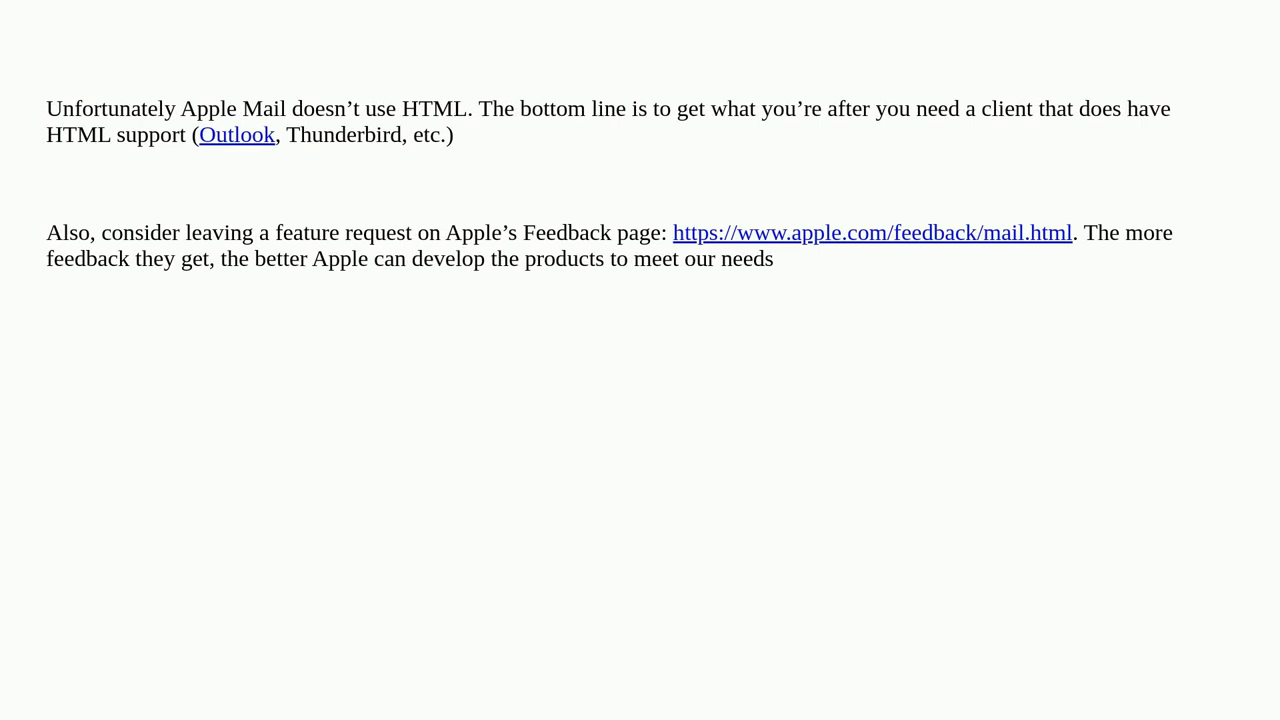 Unfortunately Apple Mail doesn’t use HTML. The bottom line is to get what you’re after you need a client that does have
HTML support (Outlook, Thunderbird, etc.)
Also, consider leaving a feature request on Apple’s Feedback page: https://www.apple.com/feedback/mail.html. The more
feedback they get, the better Apple can develop the products to meet our needs